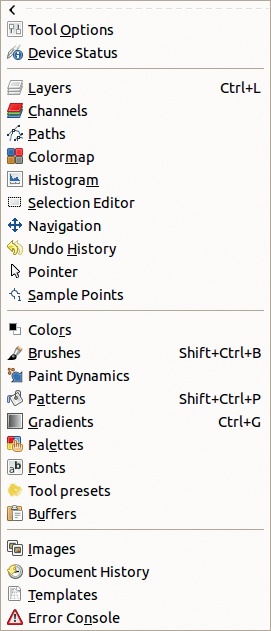 Tool Options
Device Status
Layers Ctrl+L
Channels
Paths
Colormap
Histogram
Selection Editor
Navigation
Undo History
Pointer
Sample Points
Colors
Brushes Shift+Ctrl+B
Paint Dynamics
Patterns Shift+Ctrl+P
Gradients Ctrl+G
Palettes
Fonts
Tool presets
Buffers
Images
Document History
Templates
Error Console